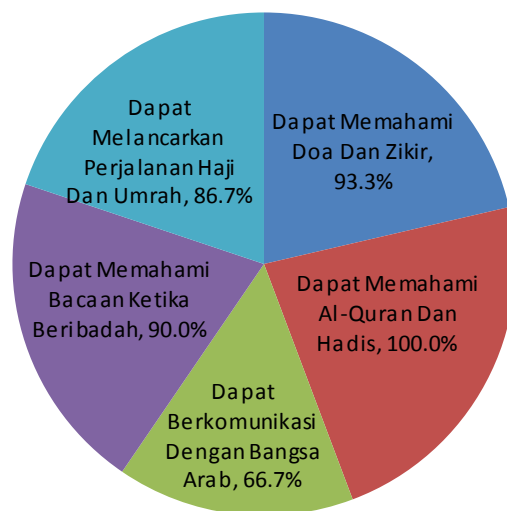 Dapat
Melancarkan
Perjalanan Haji
Dan Umrah, 86.7%
Dapat Memahami
Doa Dan Zikir,
93.3%
Dapat Memahami
Bacaan Ketika
Beribadah, 90.0%
Dapat Memahami
Al-Quran Dan
Hadis, 100.0%
Dapat
Berkomunikasi
Dengan Bangsa
Arab, 66.7%